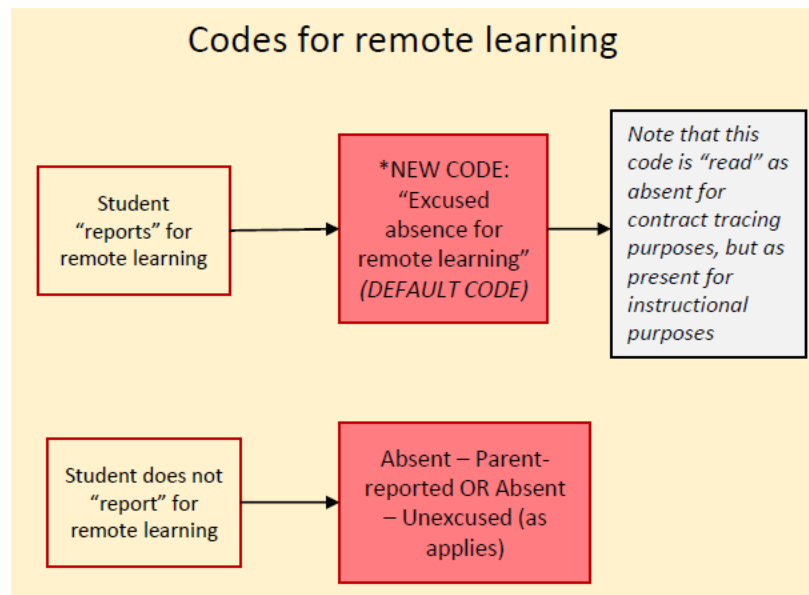 Codes for remote learning
Student
“reports” for
remote learning
*NEW CODE:
“Excused
absence for
remote learning”
(DEFAULT CODE)
Note that this
code is “read” as
absent for
contract tracing
purposes, but as
present for
instructional
purposes
Student does not
“report” for
remote learning
Absent – Parent-
reported OR Absent
– Unexcused (as
applies)